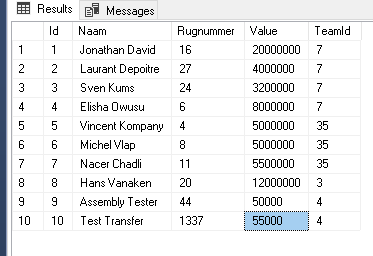 Results Messages
Id Naam Rugnummer Value TeamId
1 1 Jonathan David 16 20000000 7
2 2 Laurant Depoitre 27 4000000 7
3 3 Sven Kums 24 3200000 7
4 4 Elisha Owusu 6 8000000 7
5 5 Vincent Kompany 4 5000000 35
6 6 Michel Vlap 8 5000000 35
7 7 Nacer Chadli 11 5500000 35
8 8 Hans Vanaken 20 12000000 3
9 9 Assembly Tester 44 50000 4
10 10 Test Transfer 1337 55000 4